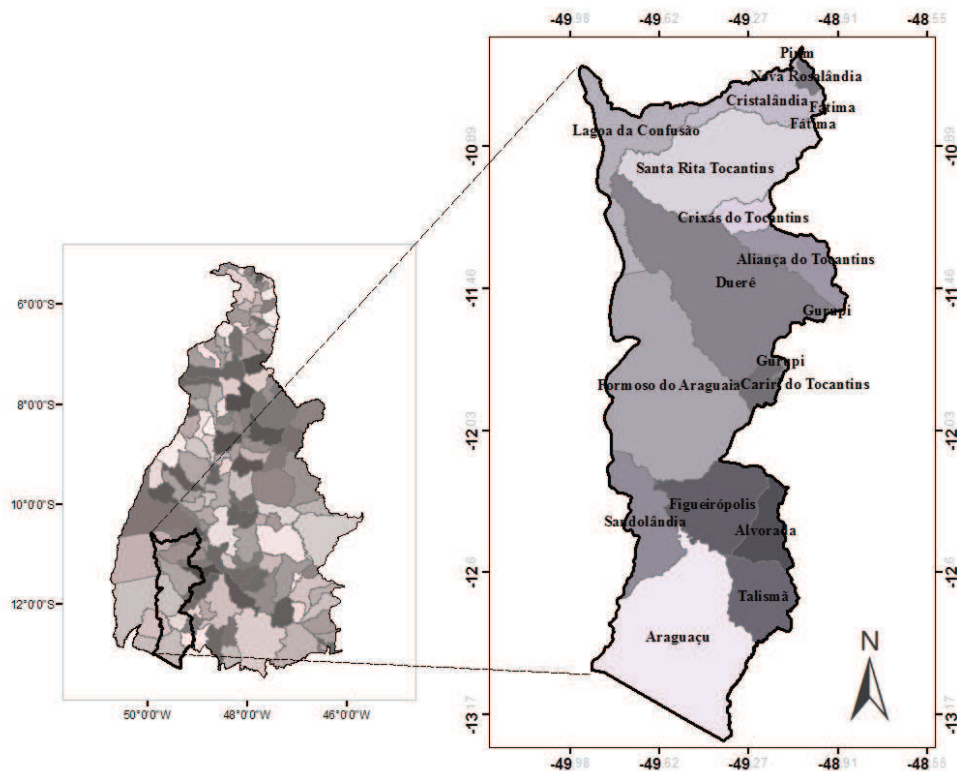 -49.98 -49.62 -49.27 -48.91 -48.55
Pium
Nova Rosalândia
Cristalândia
Fátima
Fátima
Lagoa da Confusão
-10.89
Santa Rita Tocantins
Crixás do Tocantins
Aliança do Tocantins
Dueré
-11.46
Gurupi
6°0'0"S
Gurupi
Formoso do Araguaia
Cariri do Tocantins
8°0'0"S
-12.03
Figueirópolis
10°0'0"S
Sandolândia
Alvorada
-12.6
Talismã
12°0'0"S
Araguaçu
N
-13.17
50°0'0"W 48°0'0"W 46°0'0"W
-49.98 -49.62 -49.27 -48.91 -48.55
-10.89
-11.46
-12.03
-12.6
-13.17